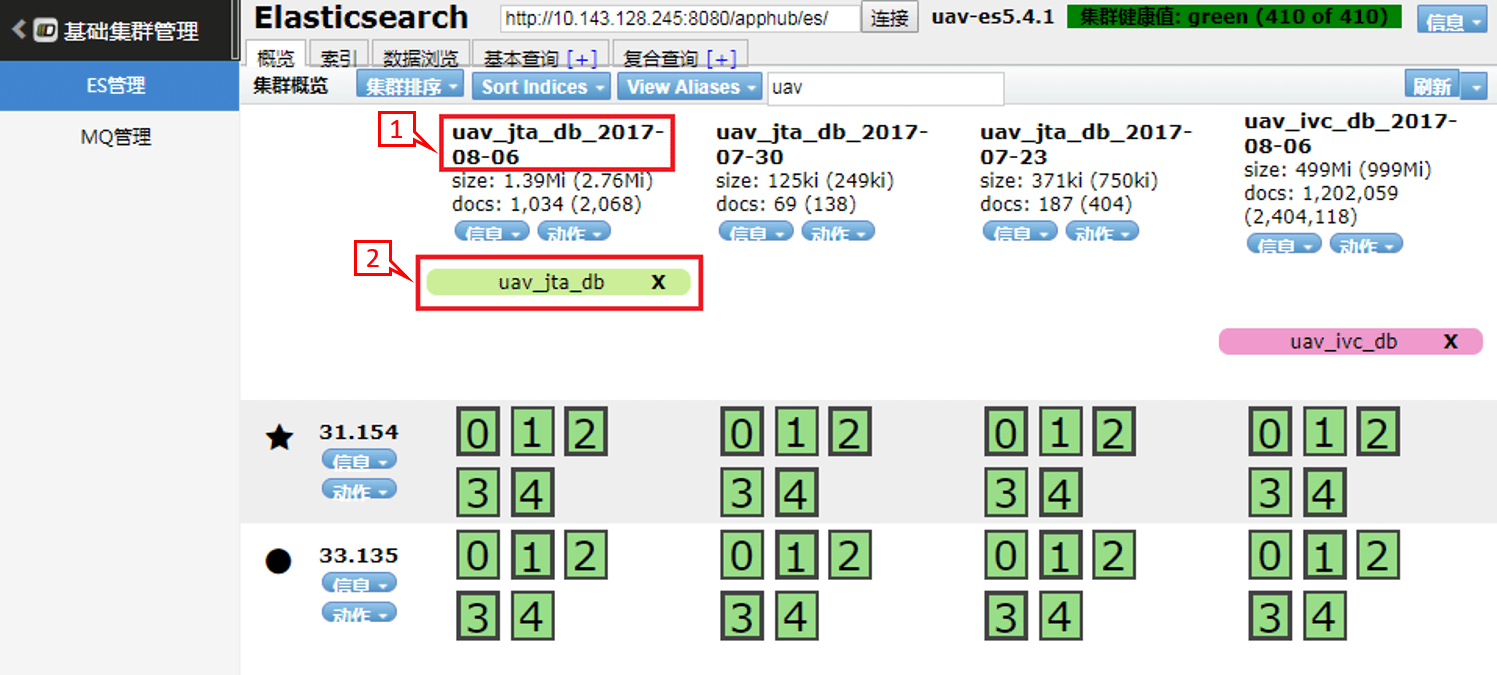 基础集群管理
ES管理
MQ管理
Elasticsearch
http://10.143.128.245:8080/apphub/es/
连接
uav-es5.4.1
集群健康值: green (410 of 410)
信息
概览 索引 数据浏览 基本查询 [+] 复合查询 [+]
集群概览 集群排序 Sort Indices View Aliases uav 刷新
1
uav_jta_db_2017-
08-06
size: 1.39Mi (2.76Mi)
docs: 1,034 (2,068)
信息 动作
uav_jta_db_2017-
07-30
size: 125ki (249ki)
docs: 69 (138)
信息 动作
uav_jta_db_2017-
07-23
size: 371ki (750ki)
docs: 187 (404)
信息 动作
uav_ivc_db_2017-
08-06
size: 499Mi (999Mi)
docs: 1,202,059
(2,404,118)
信息 动作
2
uav_jta_db X
uav_ivc_db X
31.154
信息
动作
0 1 2 0 1 2 0 1 2 0 1 2
3 4 3 4 3 4 3 4
33.135
信息
动作
0 1 2 0 1 2 0 1 2 0 1 2
3 4 3 4 3 4 3 4